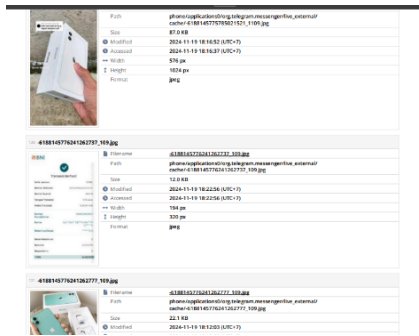 Path phone/applications0/org.telegram.messenger/live_external/
cache/-6188145775785021521_1109.jpg
Size 87.0 KB
Modified 2024-11-19 18:16:52 (UTC+7)
Accessed 2024-11-19 18:16:37 (UTC+7)
Width 576 px
Height 1024 px
Format jpeg
-6188145776241262737_109.jpg
BNI
Filename -6188145776241262737_109.jpg
Path phone/applications0/org.telegram.messenger/live_external/
cache/-6188145776241262737_109.jpg
Size 12.0 KB
Modified 2024-11-19 18:22:56 (UTC+7)
Accessed 2024-11-19 18:22:56 (UTC+7)
Width 194 px
Height 320 px
Format jpeg
-6188145776241262777_109.jpg
Filename -6188145776241262777_109.jpg
Path phone/applications0/org.telegram.messenger/live_external/
cache/-6188145776241262777_109.jpg
Size 22.1 KB
Modified 2024-11-19 18:12:03 (UTC+7)